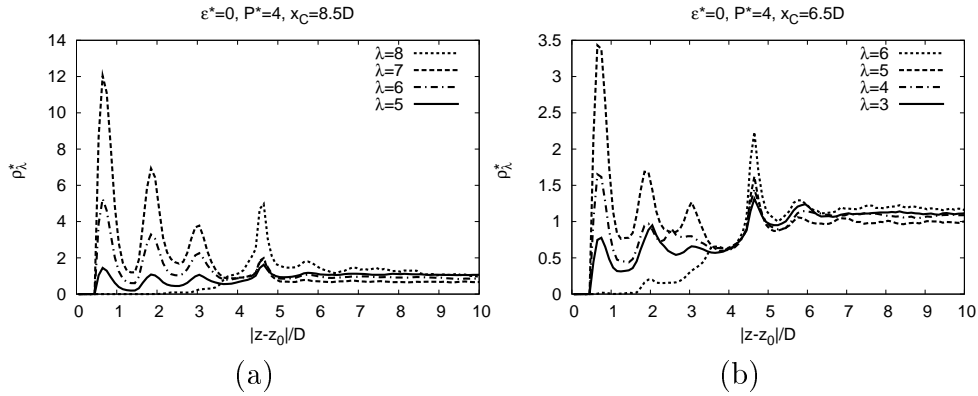 ε*=0, P*=4, x_C=8.5D
14
12
10
8
6
4
2
0
ρ*_λ
λ=8
λ=7
λ=6
λ=5
0 1 2 3 4 5 6 7 8 9 10
|z-z_0|/D
(a)
ε*=0, P*=4, x_C=6.5D
3.5
3
2.5
2
1.5
1
0.5
0
ρ*_λ
λ=6
λ=5
λ=4
λ=3
0 1 2 3 4 5 6 7 8 9 10
|z-z_0|/D
(b)